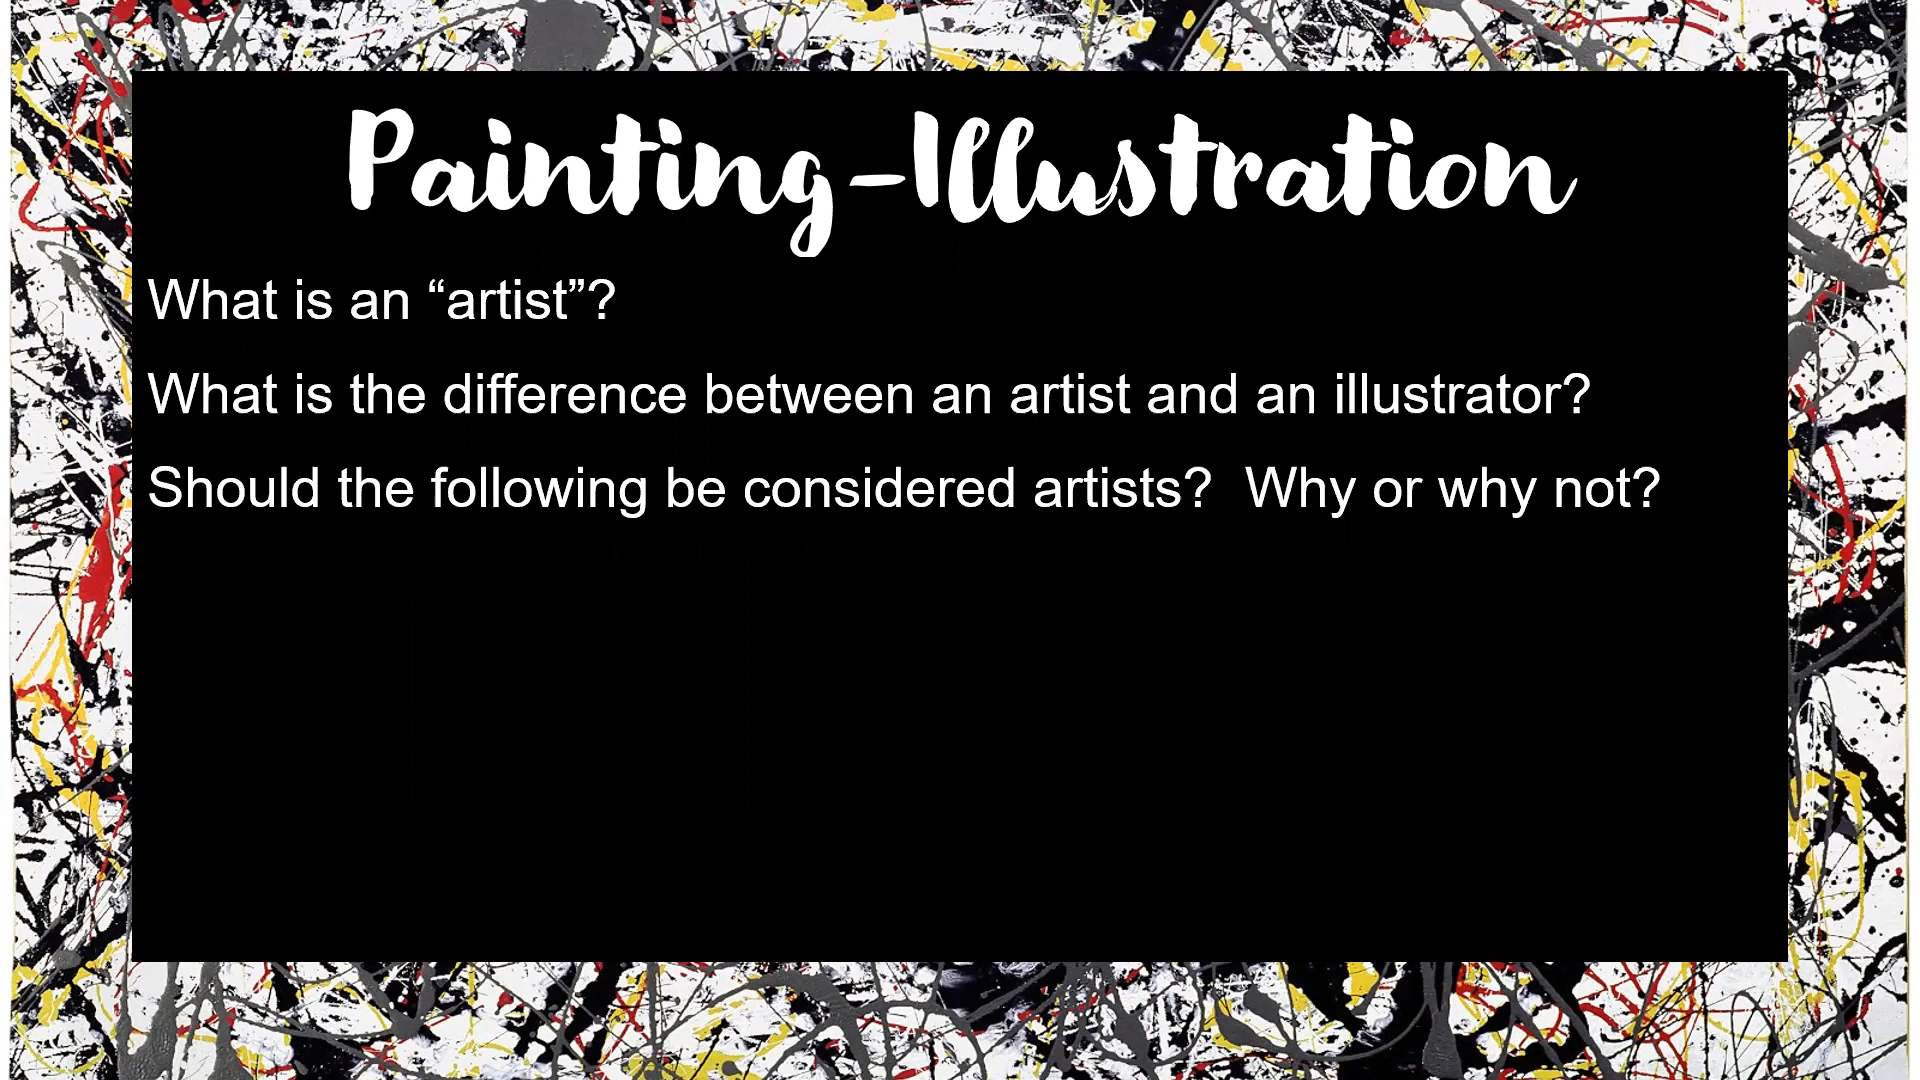 Painting-Illustration
What is an “artist”?
What is the difference between an artist and an illustrator?
Should the following be considered artists?  Why or why not?